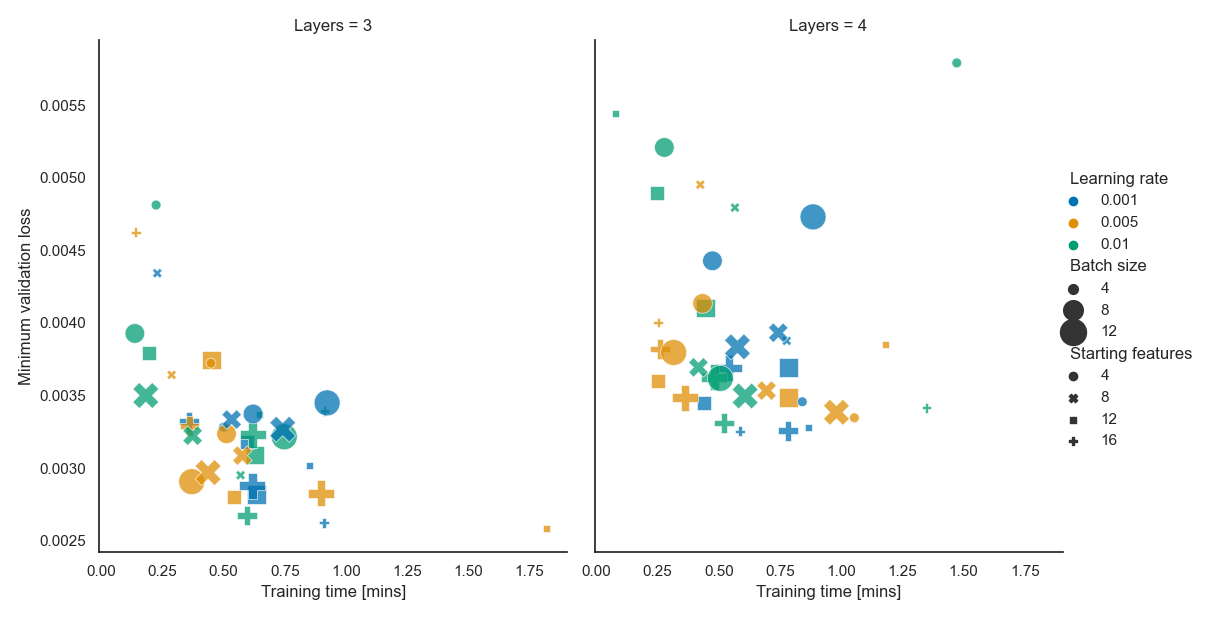 Layers = 3
Layers = 4
Minimum validation loss
0.0055
0.0050
0.0045
0.0040
0.0035
0.0030
0.0025
0.00 0.25 0.50 0.75 1.00 1.25 1.50 1.75
Training time [mins]
0.00 0.25 0.50 0.75 1.00 1.25 1.50 1.75
Training time [mins]
Learning rate
0.001
0.005
0.01
Batch size
4
8
12
Starting features
4
8
12
16